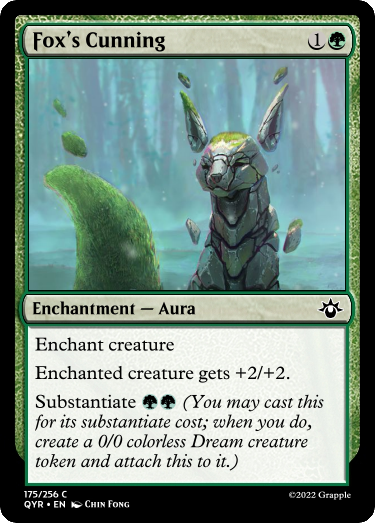 Fox's Cunning 1
Enchantment — Aura
Enchant creature
Enchanted creature gets +2/+2.
Substantiate (You may cast this
for its substantiate cost; when you do,
create a 0/0 colorless Dream creature
token and attach this to it.)
175/256 C
QYR • EN Chin Fong
©2022 Grapple